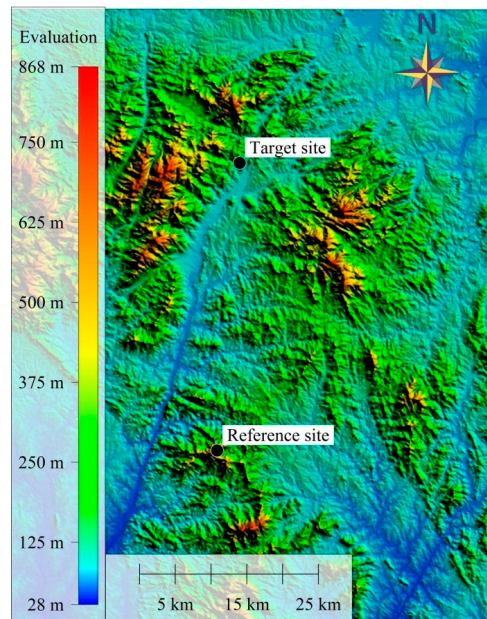 Evaluation
868 m
750 m
625 m
500 m
375 m
250 m
125 m
28 m
N
Target site
Reference site
5 km
15 km
25 km